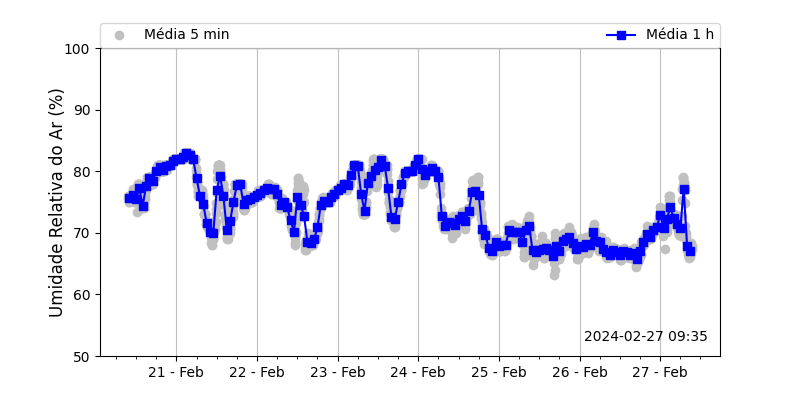 Média 5 min
Média 1 h
100
90
80
70
60
50
Umidade Relativa do Ar (%)
2024-02-27 09:35
21 - Feb
22 - Feb
23 - Feb
24 - Feb
25 - Feb
26 - Feb
27 - Feb